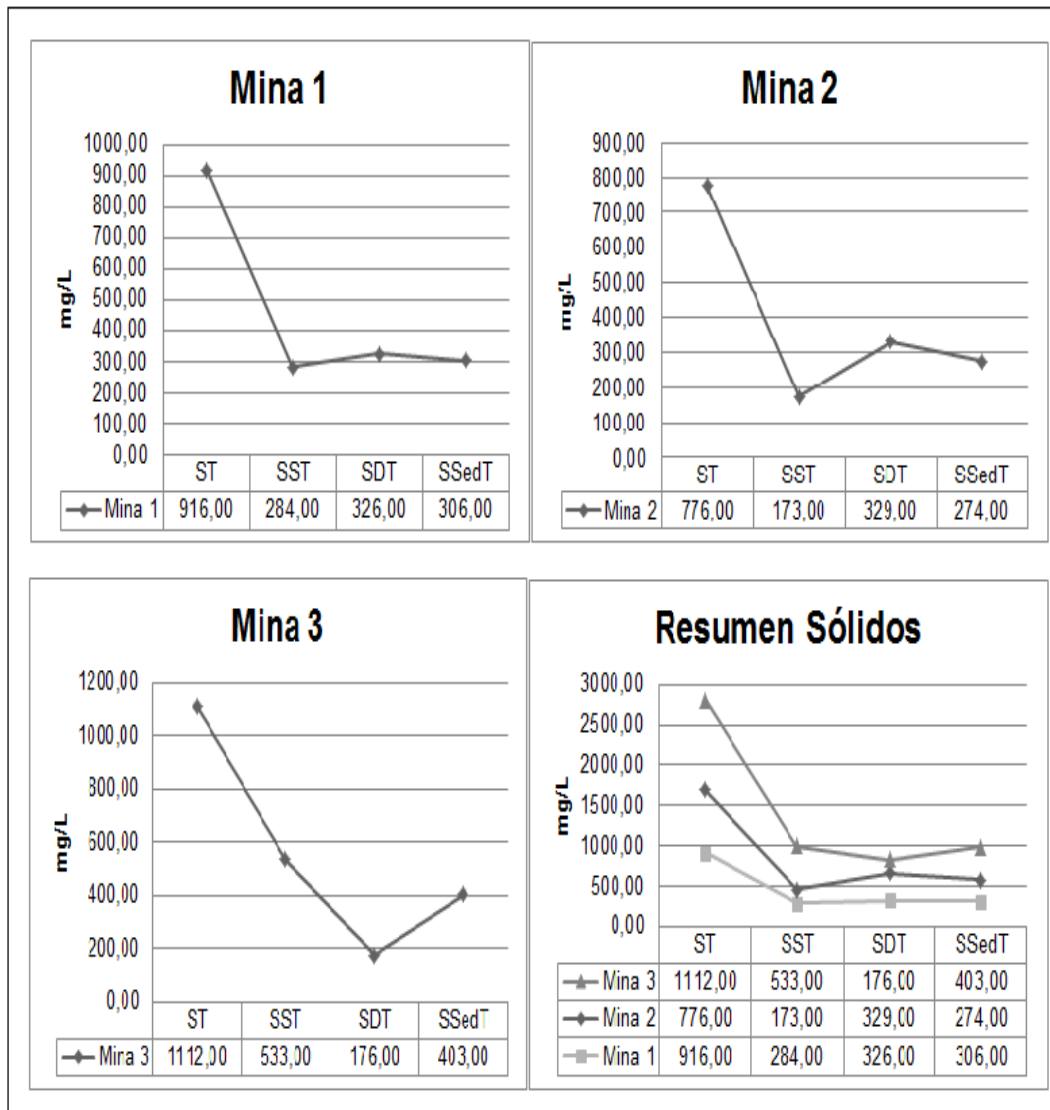 Mina 1
mg/L
1000,00
900,00
800,00
700,00
600,00
500,00
400,00
300,00
200,00
100,00
0,00
ST SST SDT SSedT
Mina 1 916,00 284,00 326,00 306,00
Mina 2
mg/L
900,00
800,00
700,00
600,00
500,00
400,00
300,00
200,00
100,00
0,00
ST SST SDT SSedT
Mina 2 776,00 173,00 329,00 274,00
Mina 3
mg/L
1200,00
1000,00
800,00
600,00
400,00
200,00
0,00
ST SST SDT SSedT
Mina 3 1112,00 533,00 176,00 403,00
Resumen Sólidos
mg/L
3000,00
2500,00
2000,00
1500,00
1000,00
500,00
0,00
ST SST SDT SSedT
Mina 3 1112,00 533,00 176,00 403,00
Mina 2 776,00 173,00 329,00 274,00
Mina 1 916,00 284,00 326,00 306,00